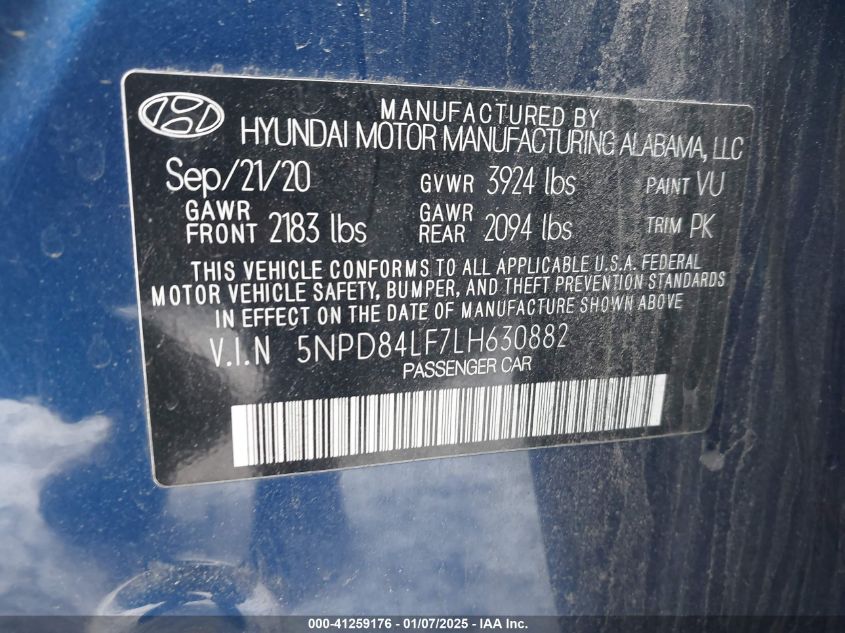 MANUFACTURED BY
HYUNDAI MOTOR MANUFACTURING ALABAMA, LLC
Sep/21/20 GVWR 3924 lbs PAINT VU
GAWR FRONT 2183 lbs GAWR REAR 2094 lbs TRIM PK
THIS VEHICLE CONFORMS TO ALL APPLICABLE U.S.A. FEDERAL
MOTOR VEHICLE SAFETY, BUMPER, AND THEFT PREVENTION STANDARDS
IN EFFECT ON THE DATE OF MANUFACTURE SHOWN ABOVE
V.I.N 5NPD84LF7LH630882
PASSENGER CAR
000-41259176 - 01/07/2025 - Copyright © IAA, Inc.